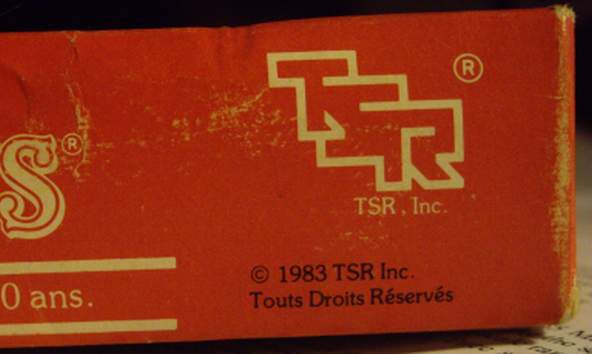 TSR ®
S®
TSR, Inc.
© 1983 TSR Inc.
0 ans.
Touts Droits Réservés